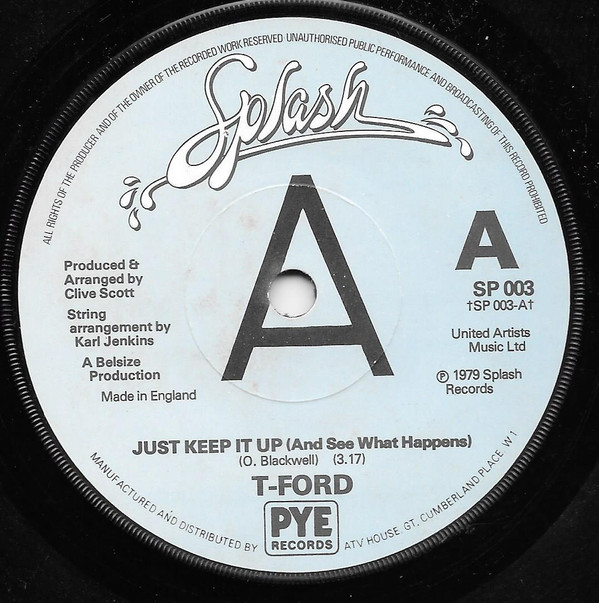 ALL RIGHTS OF THE PRODUCER AND OF THE OWNER OF THE RECORDED WORK RESERVED · UNAUTHORISED PUBLIC PERFORMANCE AND BROADCASTING OF THIS RECORD PROHIBITED
Splash
A
A
SP 003
†SP 003-A†
Produced &
Arranged by
Clive Scott
String
arrangement by
Karl Jenkins
A Belsize
Production
Made in England
United Artists
Music Ltd
℗ 1979 Splash
Records
JUST KEEP IT UP (And See What Happens)
(O. Blackwell) (3.17)
T-FORD
MANUFACTURED AND DISTRIBUTED BY
PYE
RECORDS
ATV HOUSE. GT. CUMBERLAND PLACE. W 1